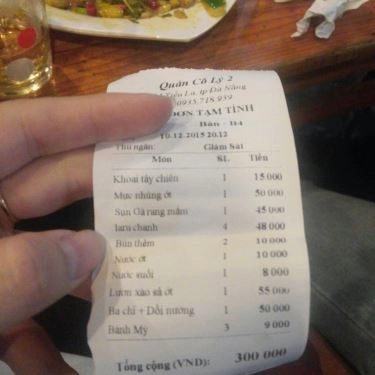 Quán Cô Lý 2
Tiểu La, tp Đà Nẵng
0935.718.939
ĐƠN TẠM TÍNH
Bàn - B4
10-12.2015 20.12
Thu ngân: Giám Sát
Món SL. Tiền
Khoai tây chiên 1 15 000
Mực nhúng ớt 1 50 000
Sụn Gà rang mắm 1 45 000
chanh 4 48 000
Bún thêm 2 10 000
Nước ớt 1 10 000
Nước suối 1 8 000
Lươn xào sả ớt 1 55 000
Ba chỉ + Dồi nướng 1 50 000
Bánh Mỳ 3 9 000
Tổng cộng (VND): 300 000